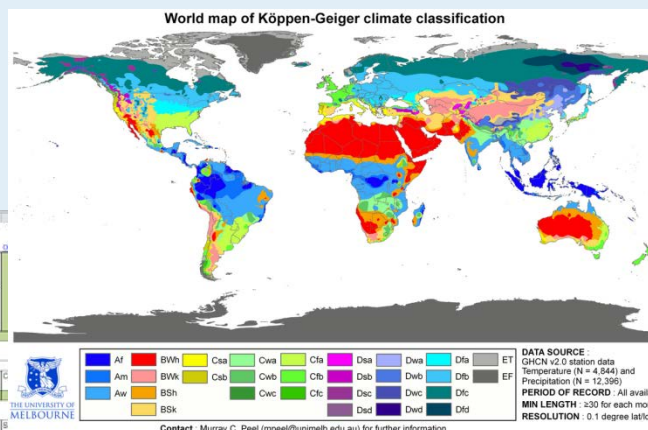 World map of Köppen-Geiger climate classification
THE UNIVERSITY OF
MELBOURNE
Af
Am
Aw
BWh
BWk
BSh
BSk
Csa
Csb
Cwa
Cwb
Cwc
Cfa
Cfb
Cfc
Dsa
Dsb
Dsc
Dsd
Dwa
Dwb
Dwc
Dwd
Dfa
Dfb
Dfc
Dfd
ET
EF
DATA SOURCE :
GHCN v2.0 station data
Temperature (N = 4,844) and
Precipitation (N = 12,396)
PERIOD OF RECORD : All avail
MIN LENGTH : ≥30 for each mo
RESOLUTION : 0.1 degree lat/lo
Contact : Murray C. Peel (mpeel@unimelb.edu.au) for further information